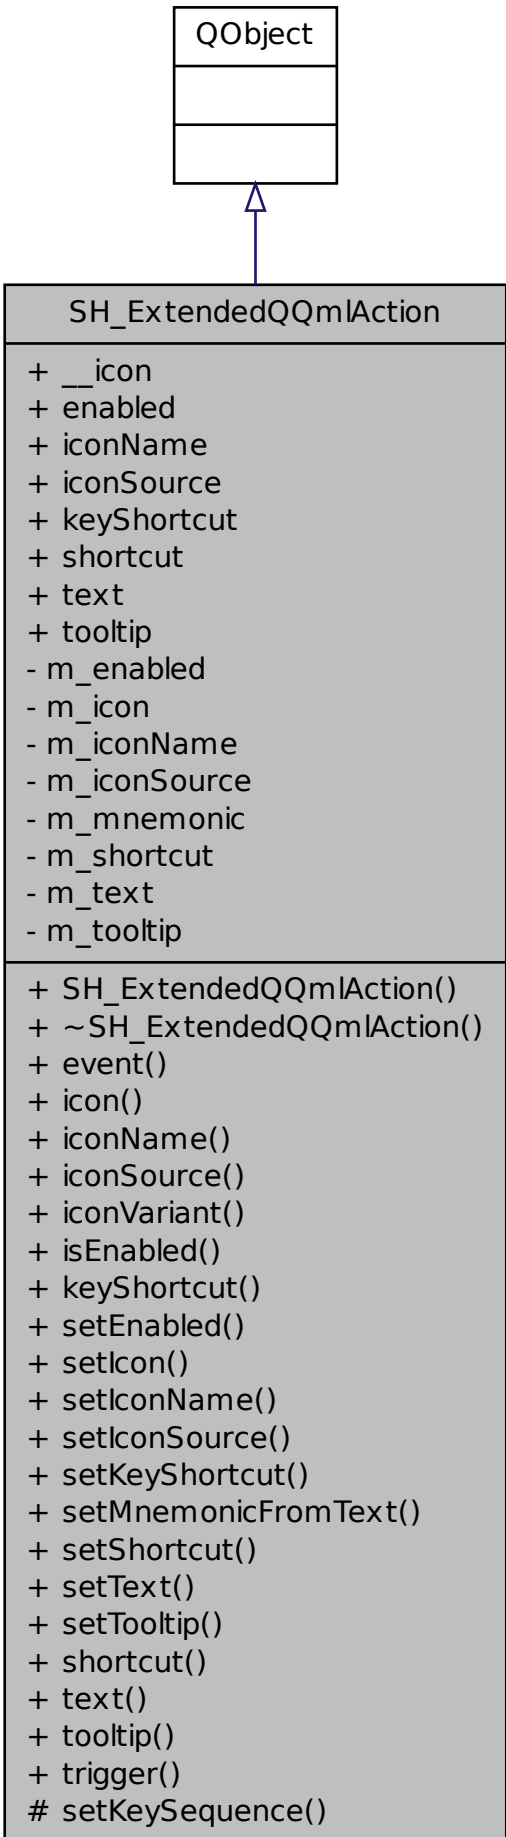 QObject
SH_ExtendedQQmlAction
+ __icon
+ enabled
+ iconName
+ iconSource
+ keyShortcut
+ shortcut
+ text
+ tooltip
- m_enabled
- m_icon
- m_iconName
- m_iconSource
- m_mnemonic
- m_shortcut
- m_text
- m_tooltip
+ SH_ExtendedQQmlAction()
+ ~SH_ExtendedQQmlAction()
+ event()
+ icon()
+ iconName()
+ iconSource()
+ iconVariant()
+ isEnabled()
+ keyShortcut()
+ setEnabled()
+ setIcon()
+ setIconName()
+ setIconSource()
+ setKeyShortcut()
+ setMnemonicFromText()
+ setShortcut()
+ setText()
+ setTooltip()
+ shortcut()
+ text()
+ tooltip()
+ trigger()
# setKeySequence()